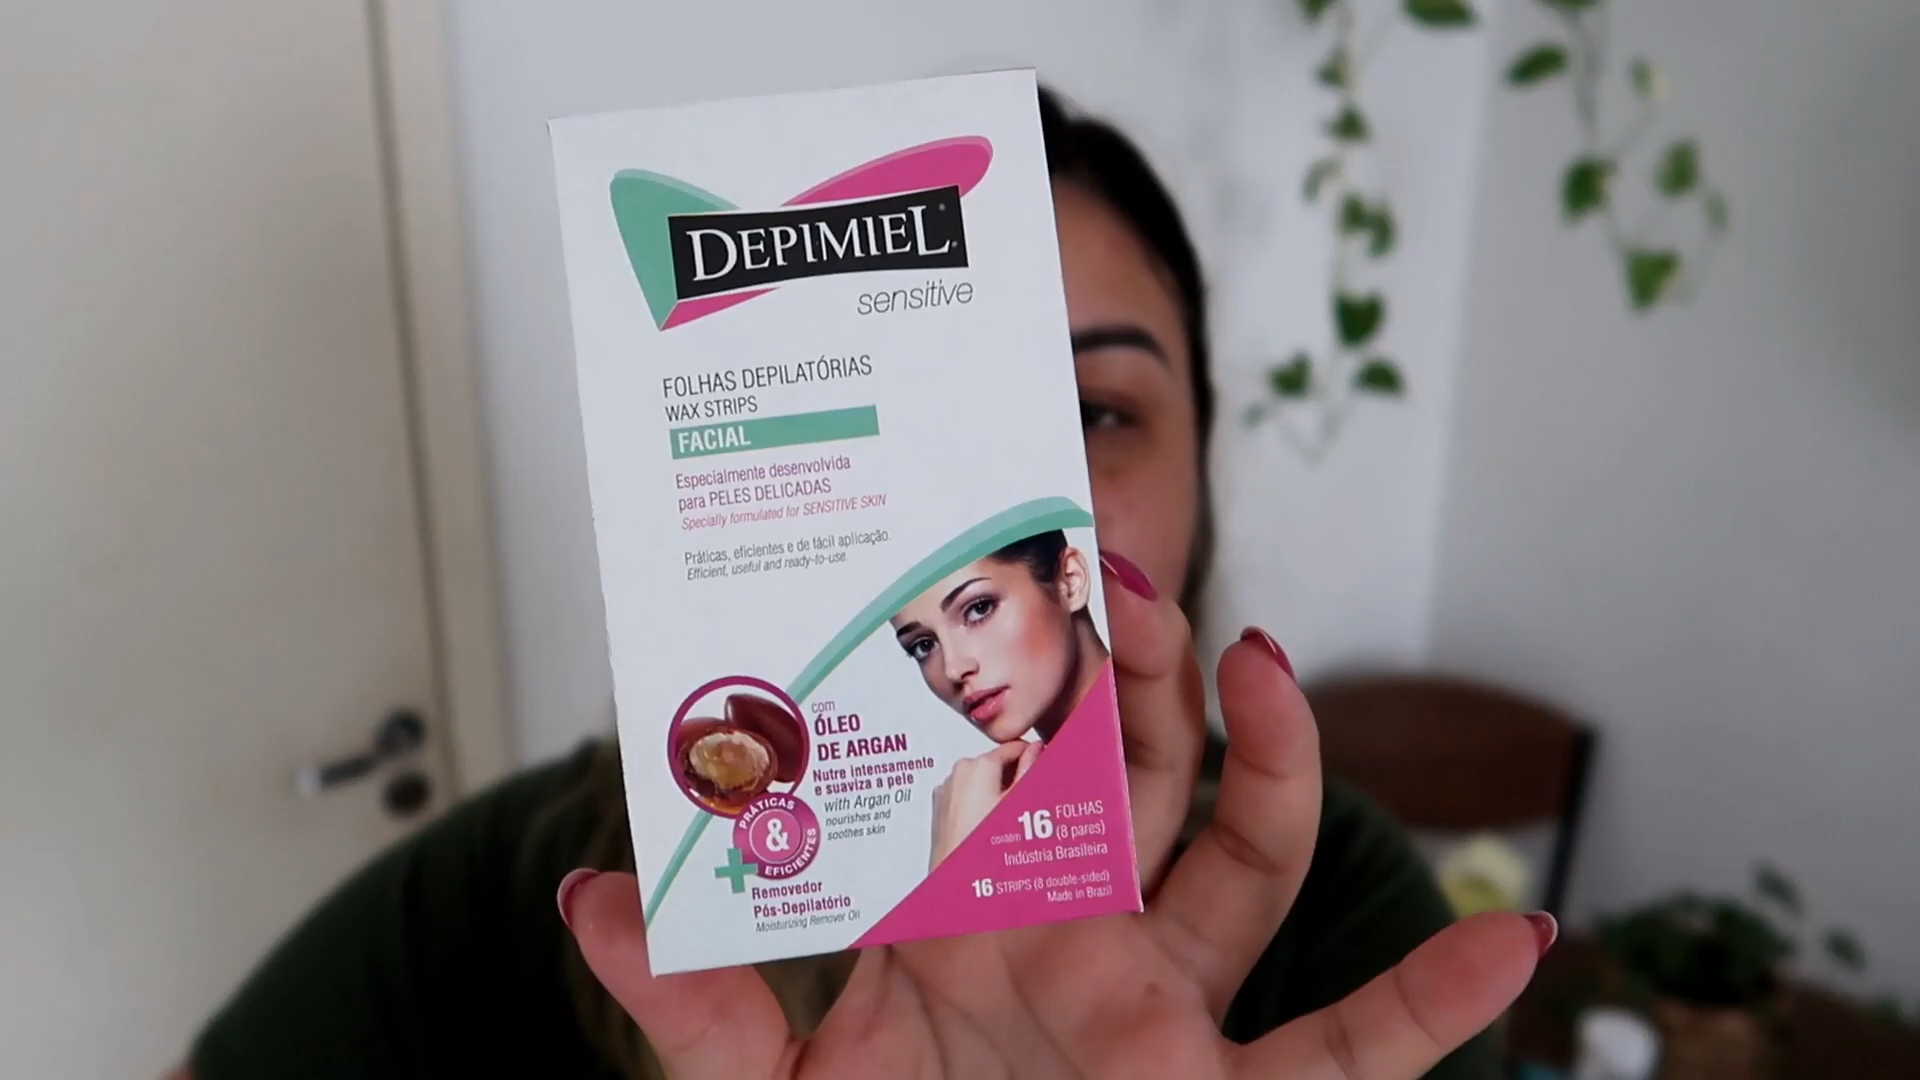 DEPIMIEL
sensitive
FOLHAS DEPILATÓRIAS
WAX STRIPS
FACIAL
Especialmente desenvolvida
para PELES DELICADAS
Specially formulated for SENSITIVE SKIN
Práticas, eficientes e de fácil aplicação.
Efficient, useful and ready-to-use.
com
ÓLEO
DE ARGAN
Nutre intensamente
e suaviza a pele
with Argan Oil
nourishes and
soothes skin
PRÁTICAS
&
EFICIENTES
+
Removedor
Pós-Depilatório
Moisturizing Remover Oil
contém 16 FOLHAS
(8 pares)
Indústria Brasileira
16 STRIPS (8 double-sided)
Made in Brazil